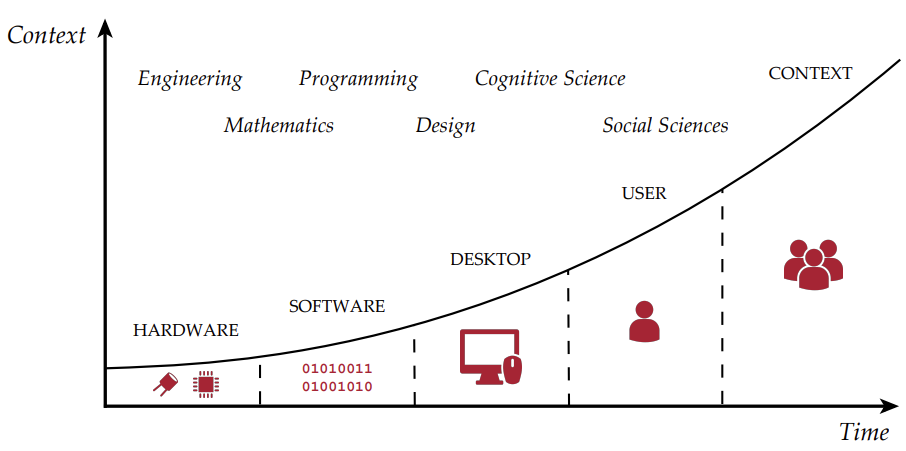 Context
CONTEXT
Engineering
Programming
Cognitive Science
Mathematics
Design
Social Sciences
USER
DESKTOP
SOFTWARE
HARDWARE
01010011
01001010
Time